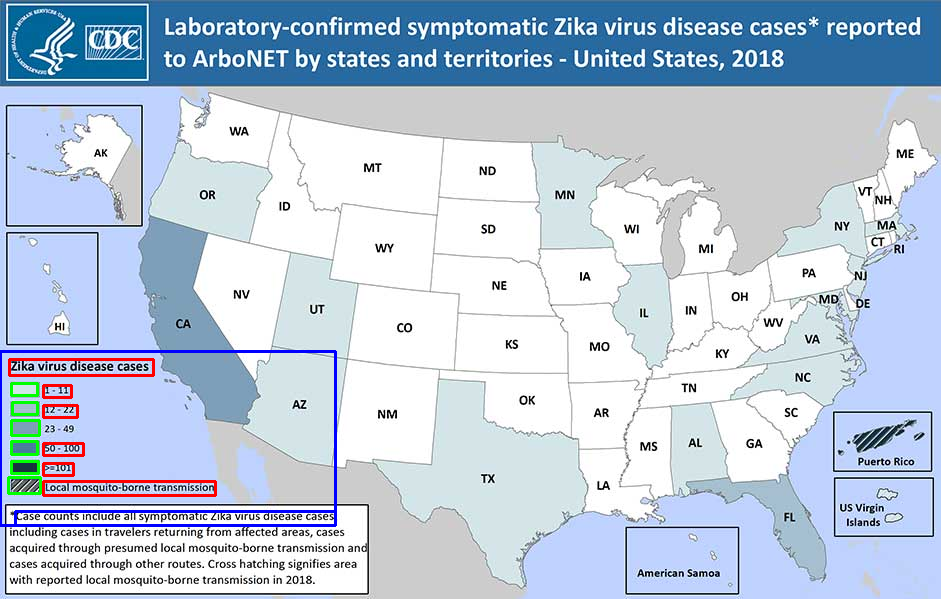 Laboratory-confirmed symptomatic Zika virus disease cases* reported
to ArboNET by states and territories - United States, 2018
DEPARTMENT OF HEALTH & HUMAN SERVICES USA
CDC
AK
HI
WA
OR
CA
ID
NV
MT
WY
UT
AZ
CO
NM
ND
SD
NE
KS
OK
TX
MN
IA
MO
AR
LA
WI
IL
MS
MI
IN
KY
TN
AL
OH
WV
GA
FL
SC
NC
VA
PA
NY
ME
VT
NH
MA
CT
RI
NJ
DE
MD
Zika virus disease cases
1 - 11
12 - 22
23 - 49
50 - 100
>=101
Local mosquito-borne transmission
*Case counts include all symptomatic Zika virus disease cases
including cases in travelers returning from affected areas, cases
acquired through presumed local mosquito-borne transmission and
cases acquired through other routes. Cross hatching signifies area
with reported local mosquito-borne transmission in 2018.
Puerto Rico
US Virgin
Islands
American Samoa